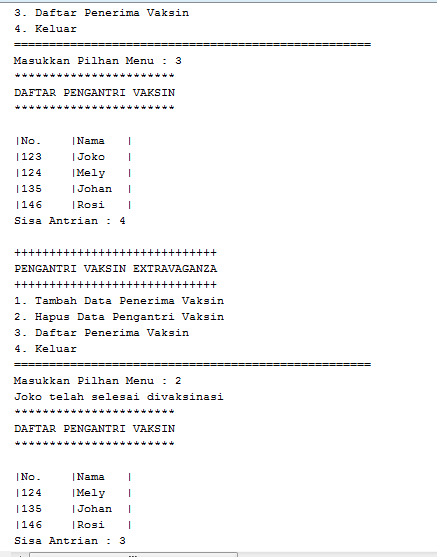 3. Daftar Penerima Vaksin
4. Keluar
===================================================
Masukkan Pilhan Menu : 3
***********************
DAFTAR PENGANTRI VAKSIN
***********************
|No.    |Nama   |
|123    |Joko   |
|124    |Mely   |
|135    |Johan  |
|146    |Rosi   |
Sisa Antrian : 4
+++++++++++++++++++++++++++++
PENGANTRI VAKSIN EXTRAVAGANZA
+++++++++++++++++++++++++++++
1. Tambah Data Penerima Vaksin
2. Hapus Data Pengantri Vaksin
3. Daftar Penerima Vaksin
4. Keluar
===================================================
Masukkan Pilhan Menu : 2
Joko telah selesai divaksinasi
***********************
DAFTAR PENGANTRI VAKSIN
***********************
|No.    |Nama   |
|124    |Mely   |
|135    |Johan  |
|146    |Rosi   |
Sisa Antrian : 3